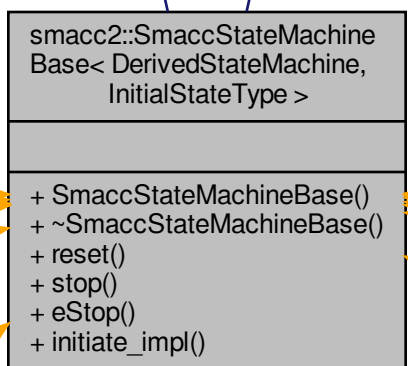 smacc2::SmaccStateMachine
Base< DerivedStateMachine,
InitialStateType >
+ SmaccStateMachineBase()
+ ~SmaccStateMachineBase()
+ reset()
+ stop()
+ eStop()
+ initiate_impl()